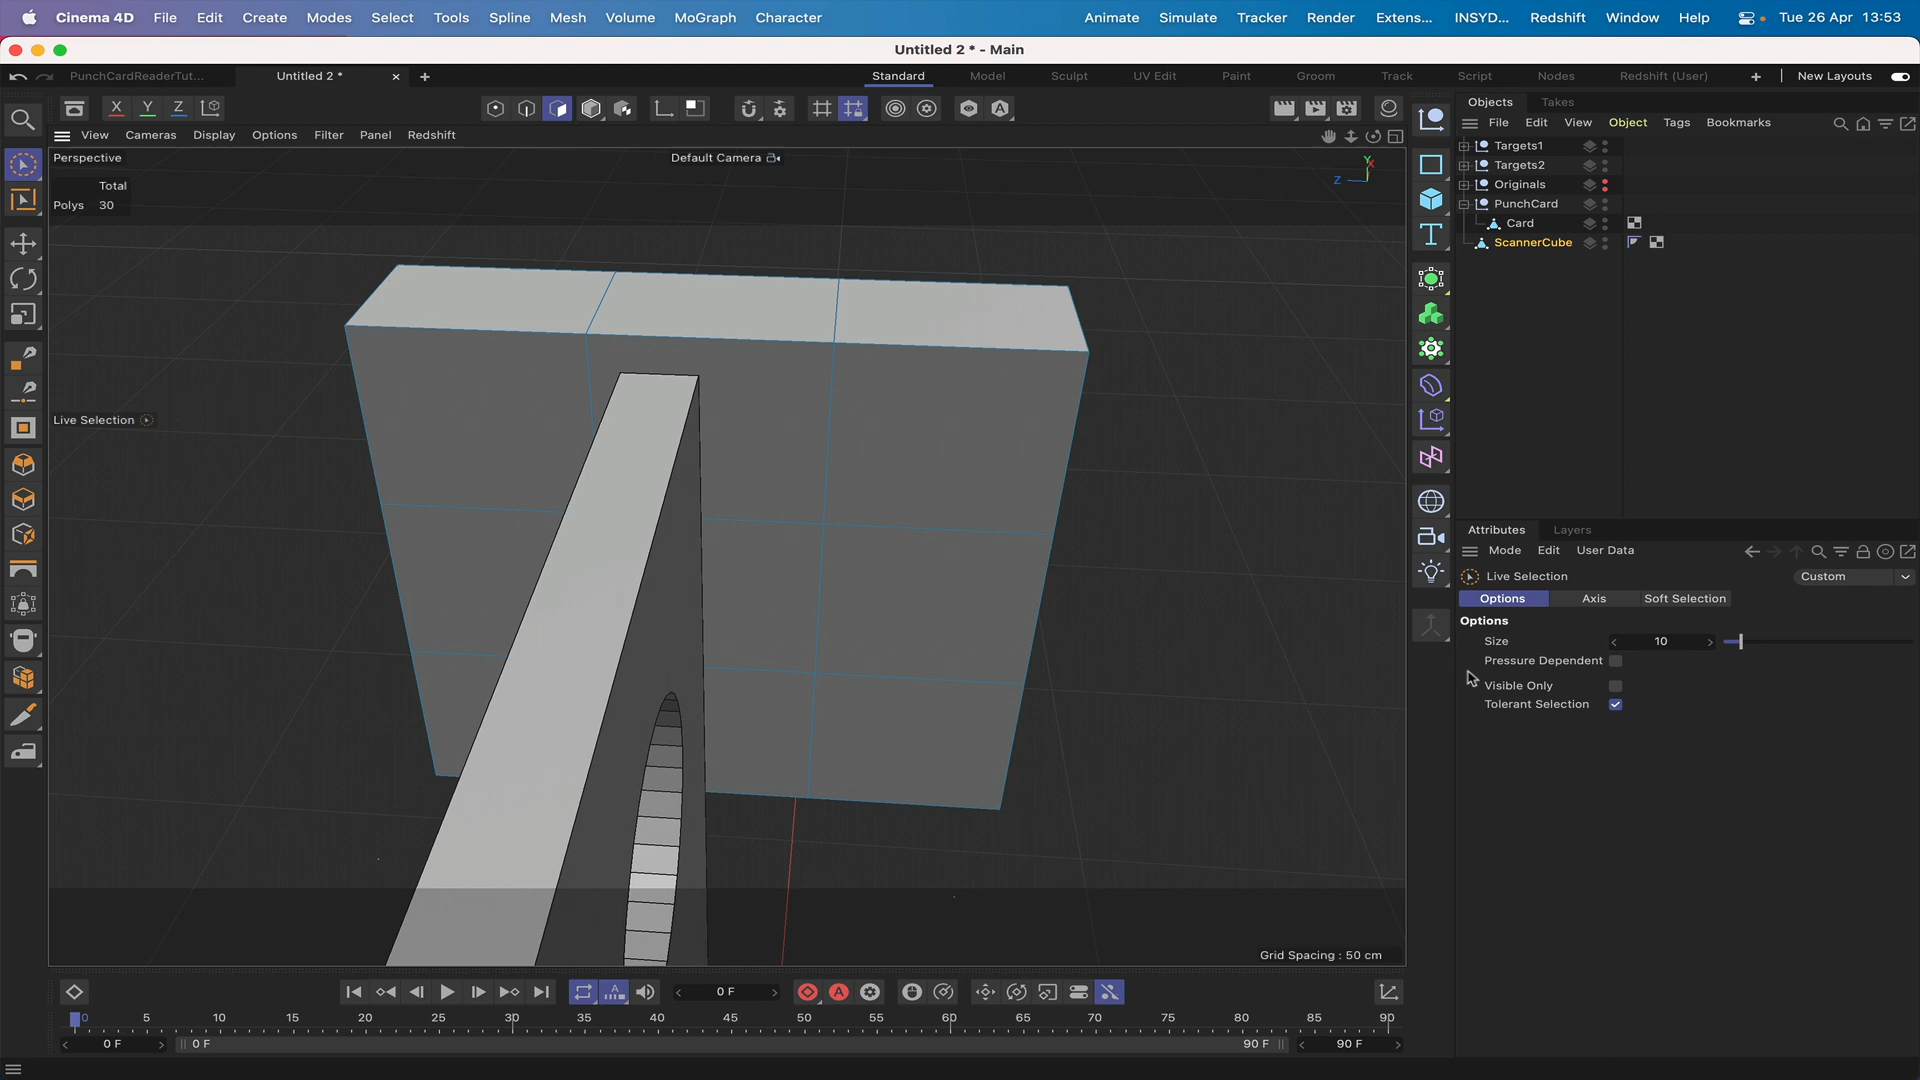 Cinema 4D File Edit Create Modes Select Tools Spline Mesh Volume MoGraph Character Animate Simulate Tracker Render Extens... INSYD... Redshift Window Help Tue 26 Apr 13:53
Untitled 2 * - Main
PunchCardReaderTut... Untitled 2 * Standard Model Sculpt UV Edit Paint Groom Track Script Nodes Redshift (User) New Layouts
X Y Z
Objects Takes
View Cameras Display Options Filter Panel Redshift
File Edit View Object Tags Bookmarks
Perspective
Default Camera
Y X Z
Total
Polys 30
Live Selection
Grid Spacing : 50 cm
Targets1
Targets2
Originals
PunchCard
Card
ScannerCube
Attributes Layers
Mode Edit User Data
Live Selection Custom
Options Axis Soft Selection
Options
Size 10
Pressure Dependent
Visible Only
Tolerant Selection
0 F
0 5 10 15 20 25 30 35 40 45 50 55 60 65 70 75 80 85 90
0 F 0 F 90 F 90 F